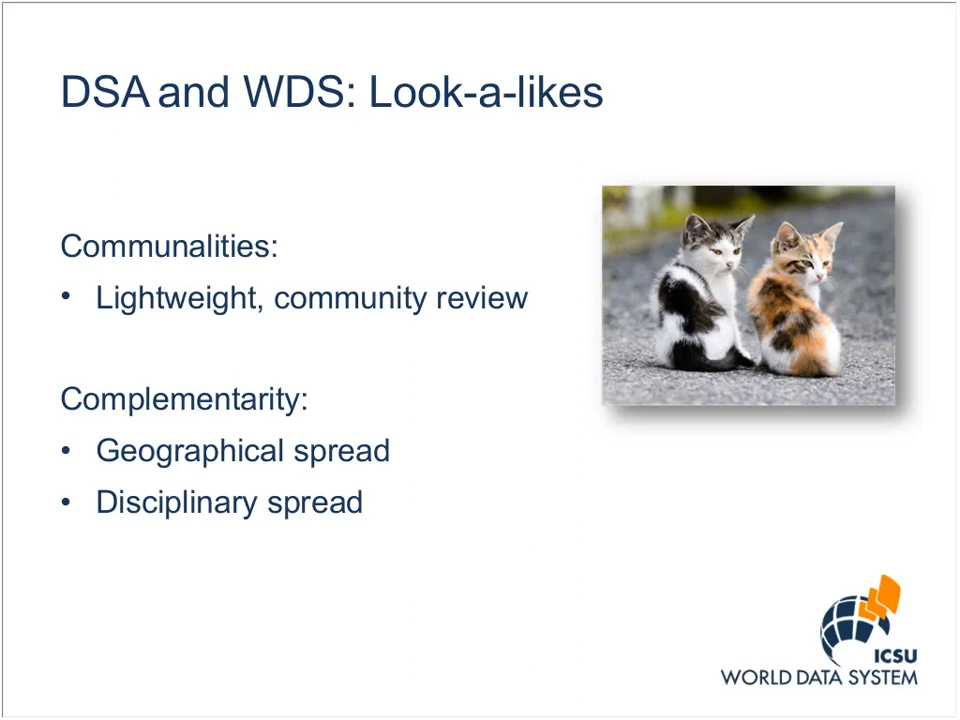 DSA and WDS: Look-a-likes
Communalities:
• Lightweight, community review
Complementarity:
• Geographical spread
• Disciplinary spread
ICSU
WORLD DATA SYSTEM